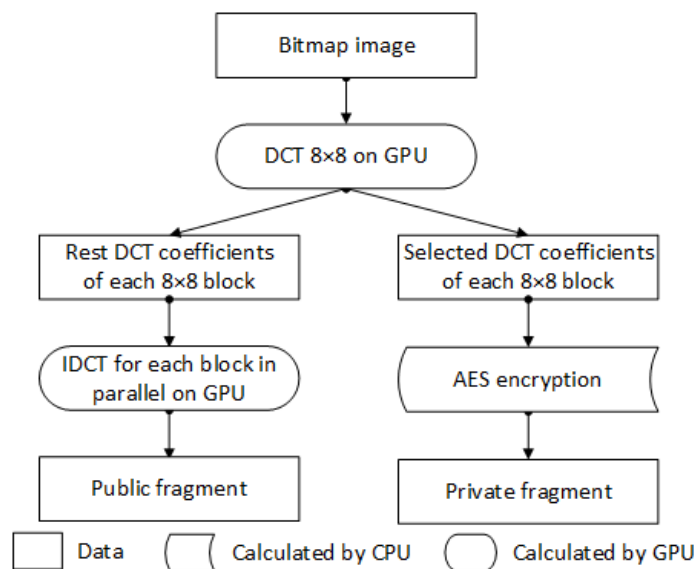 Bitmap image
DCT 8×8 on GPU
Rest DCT coefficients
of each 8×8 block
Selected DCT coefficients
of each 8×8 block
IDCT for each block in
parallel on GPU
AES encryption
Public fragment
Private fragment
Data
Calculated by CPU
Calculated by GPU